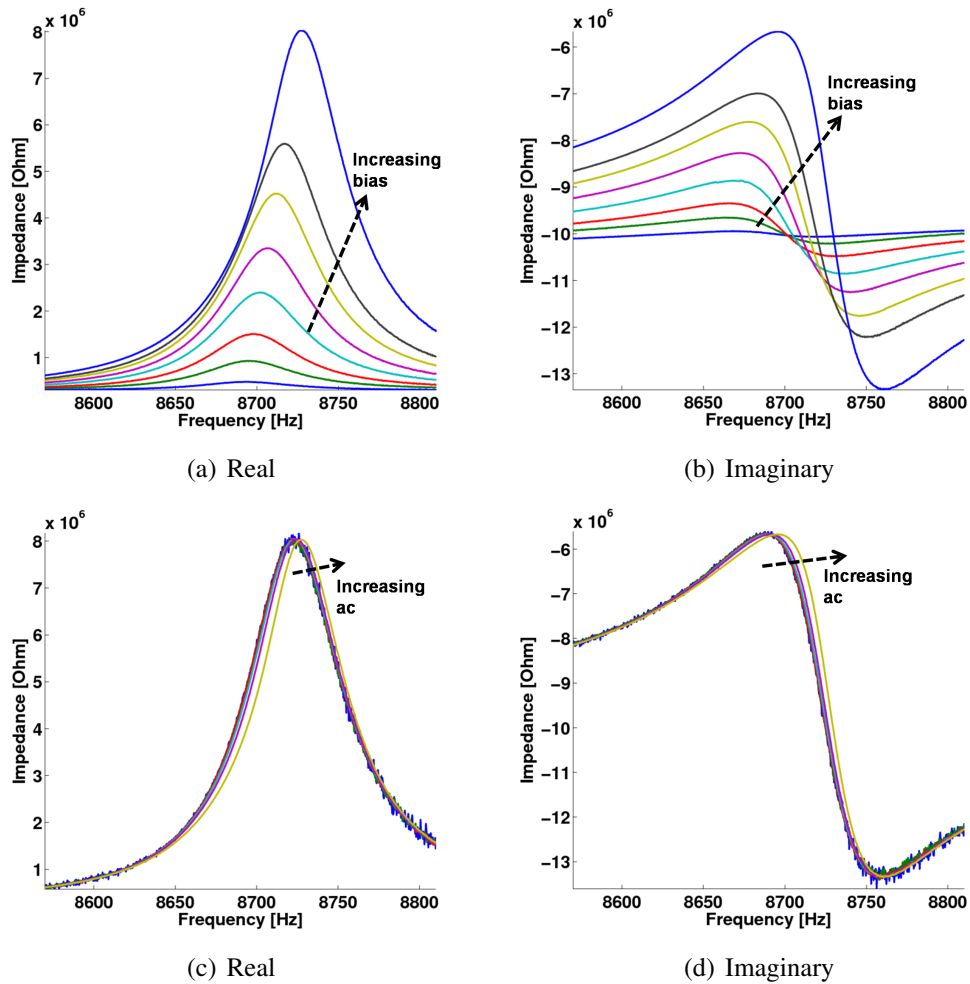 x 10⁶
8
7
6
5
4
3
2
1
Impedance [Ohm]
Increasing
bias
8600 8650 8700 8750 8800
Frequency [Hz]
(a) Real
x 10⁶
−6
−7
−8
−9
−10
−11
−12
−13
Impedance [Ohm]
Increasing
bias
8600 8650 8700 8750 8800
Frequency [Hz]
(b) Imaginary
x 10⁶
8
7
6
5
4
3
2
1
Impedance [Ohm]
Increasing
ac
8600 8650 8700 8750 8800
Frequency [Hz]
(c) Real
x 10⁶
−6
−7
−8
−9
−10
−11
−12
−13
Impedance [Ohm]
Increasing
ac
8600 8650 8700 8750 8800
Frequency [Hz]
(d) Imaginary